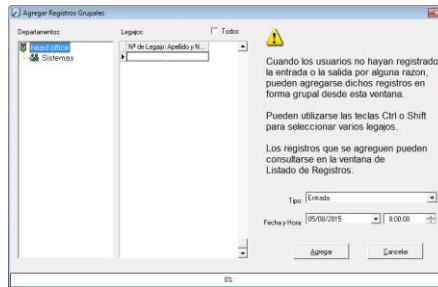 Agregar Registros Grupales
Departamentos:
Legajos:
Todos
head office
Sistemas
Nº de Legajo Apellido y N...
Cuando los usuarios no hayan registrado
la entrada o la salida por alguna razon,
pueden agregarse dichos registros en
forma grupal desde esta ventana.
Pueden utilizarse las teclas Ctrl o Shift
para seleccionar varios legajos.
Los registros que se agreguen pueden
consultarse en la ventana de
Listado de Registros.
Tipo: Entrada
Fecha y Hora: 05/08/2015 8:00:00
Agregar Cancelar
0%